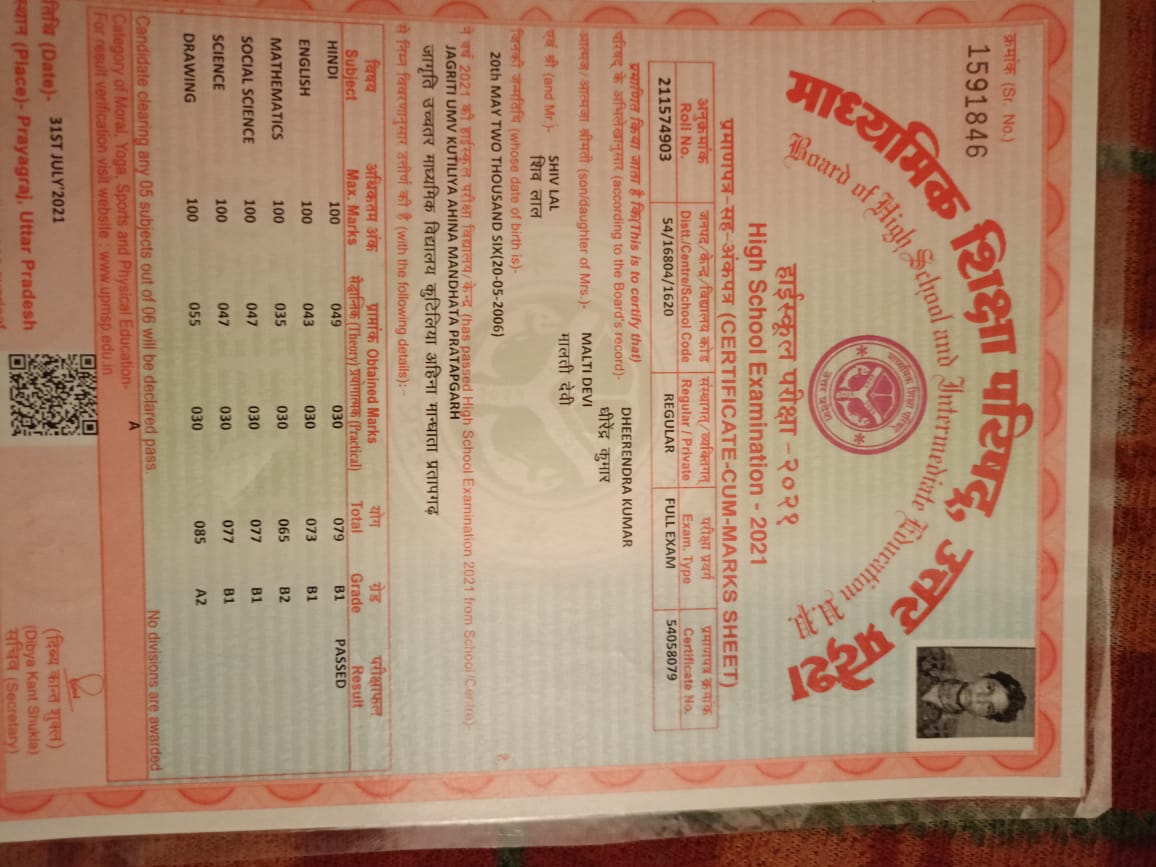 क्रमांक (Sr. No.)
1591846
माध्यमिक शिक्षा परिषद्, उत्तर प्रदेश
Board of High School and Intermediate Education U.P.
हाईस्कूल परीक्षा -२०२१
High School Examination - 2021
प्रमाणपत्र-सह-अंकपत्र (CERTIFICATE-CUM-MARKS SHEET)
अनुक्रमांक जनपद/केन्द्र/विद्यालय कोड संस्थागत/व्यक्तिगत परीक्षा प्रवर्ग प्रमाणपत्र क्रमांक
Roll No. Distt./Centre/School Code Regular / Private Exam. Type Certificate No.
211574903 54/16804/1620 REGULAR FULL EXAM 54058079
प्रमाणित किया जाता है कि(This is to certify that)
परिषद के अभिलेखानुसार (according to the Board's record)- DHEERENDRA KUMAR
धीरेंद्र कुमार
आत्मज/आत्मजा श्रीमती (son/daughter of Mrs.)- MALTI DEVI
मालती देवी
एवं श्री (and Mr.)- SHIV LAL
शिव लाल
जिनकी जन्मतिथि (whose date of birth is)-
20th MAY TWO THOUSAND SIX(20-05-2006) है
ने वर्ष 2021 की हाईस्कूल परीक्षा विद्यालय/केन्द्र (has passed High School Examination 2021 from School/Centre)-
JAGRITI UMV KUTILIYA AHINA MANDHATA PRATAPGARH
जागृति उच्चतर माध्यमिक विद्यालय कुटिलिया अहिना मान्धाता प्रतापगढ़
से निम्न विवरणानुसार उत्तीर्ण की है (with the following details):-
विषय अधिकतम अंक प्राप्तांक Obtained Marks योग ग्रेड परीक्षाफल
Subject Max. Marks सैद्धान्तिक (Theory) प्रयोगात्मक (Practical) Total Grade Result
HINDI 100 049 030 079 B1 PASSED
ENGLISH 100 043 030 073 B1
MATHEMATICS 100 035 030 065 B2
SOCIAL SCIENCE 100 047 030 077 B1
SCIENCE 100 047 030 077 B1
DRAWING 100 055 030 085 A2
No divisions are awarded
Candidate clearing any 05 subjects out of 06 will be declared pass.
Category of Moral, Yoga, Sports and Physical Education- A
For result verification visit website : www.upmsp.edu.in
तिथि (Date)- 31ST JULY'2021
स्थान (Place)- Prayagraj, Uttar Pradesh
(दिव्य कान्त शुक्ल)
(Dibya Kant Shukla)
सचिव (Secretary)